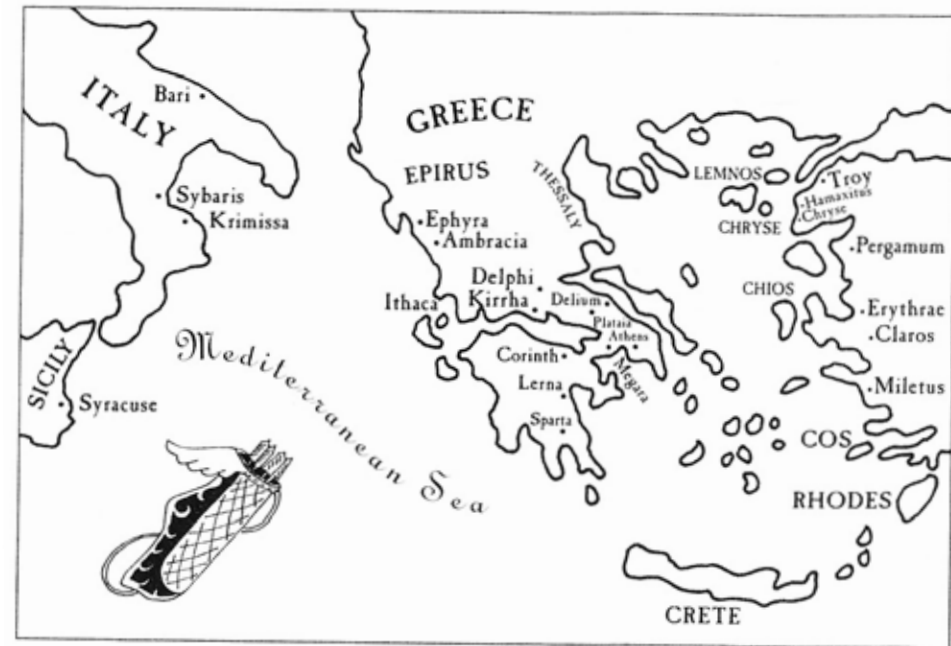 ITALY
Bari
Sybaris
Krimissa
SICILY
Syracuse
Mediterranean Sea
GREECE
EPIRUS
THESSALY
Ephyra
Ambracia
Delphi
Kirrha
Ithaca
Delium
Plataia
Athens
Corinth
Megara
Lerna
Sparta
LEMNOS
CHRYSE
Troy
Hamaxitus
Chryse
Pergamum
CHIOS
Erythrae
Claros
Miletus
COS
RHODES
CRETE